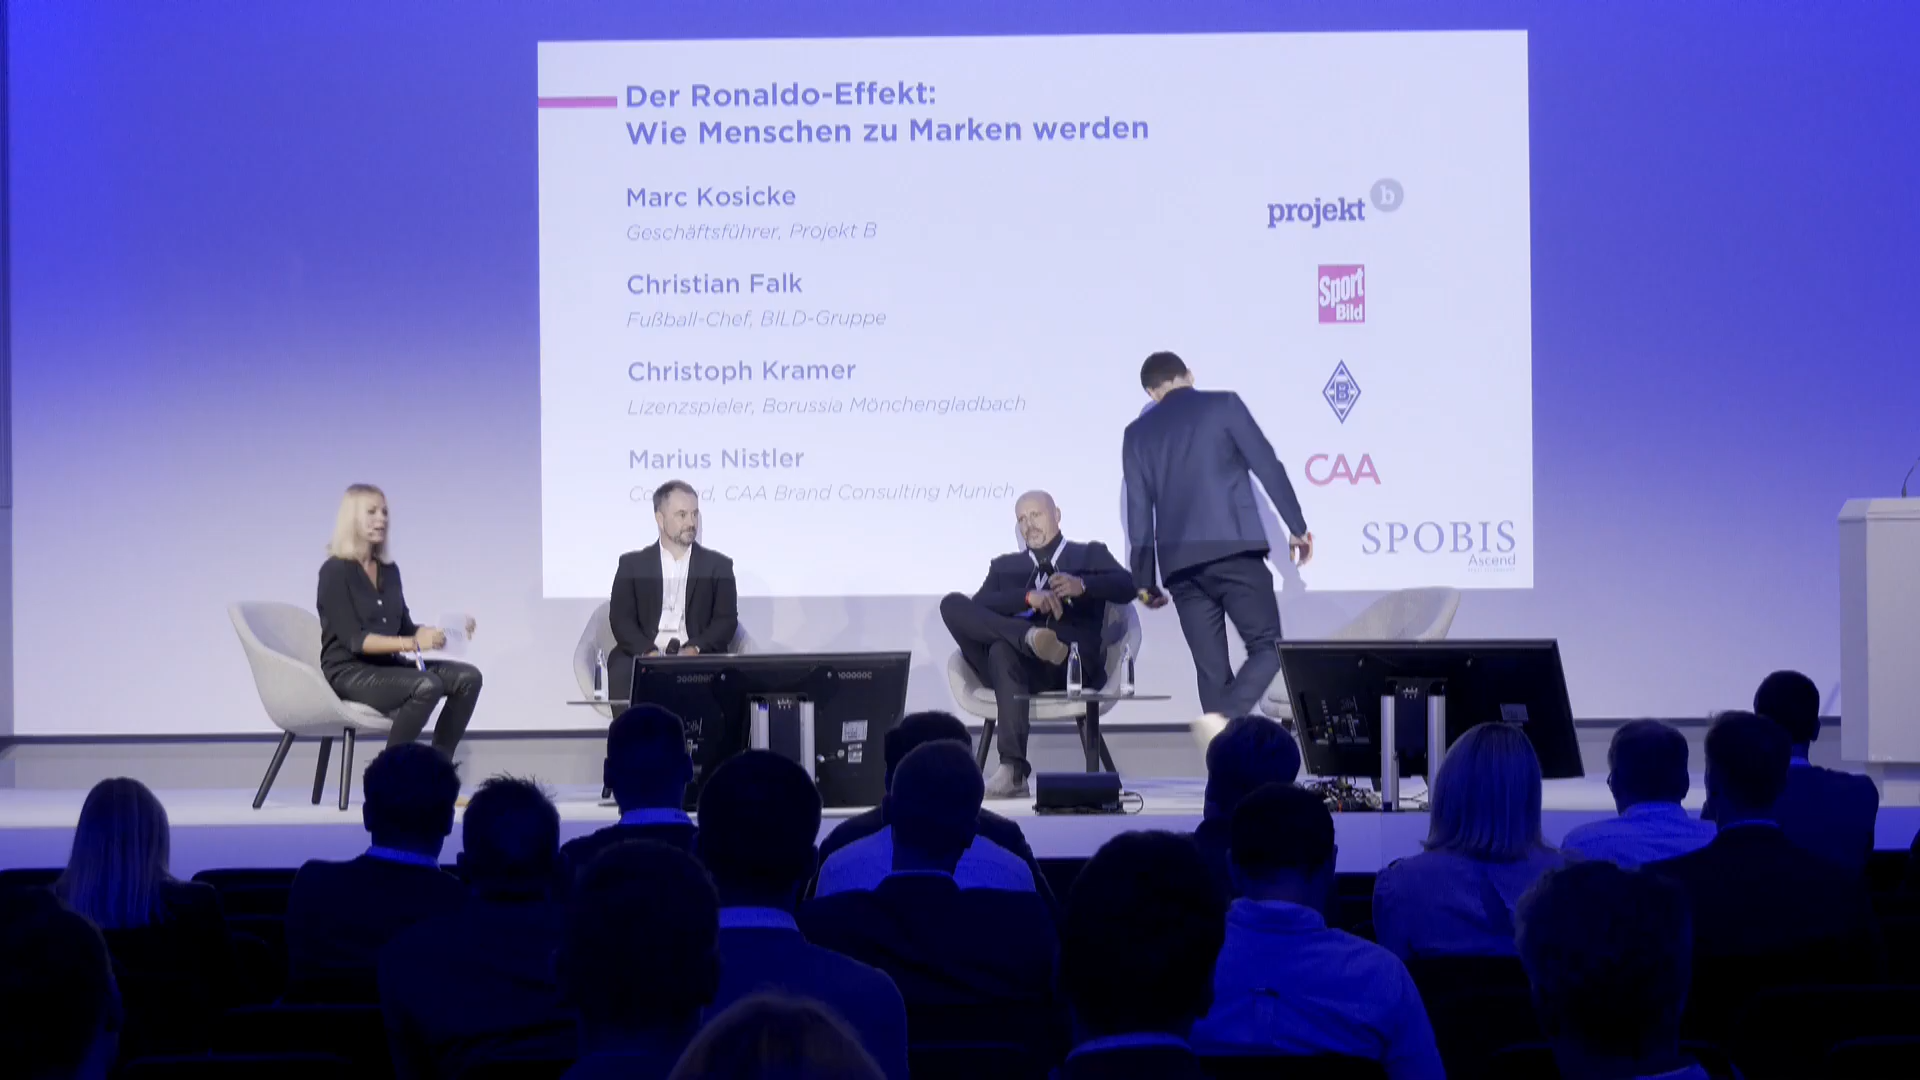 Der Ronaldo-Effekt:
Wie Menschen zu Marken werden
Marc Kosicke
Geschäftsführer, Projekt B
projekt b
Christian Falk
Fußball-Chef, BILD-Gruppe
Sport
Bild
Christoph Kramer
Lizenzspieler, Borussia Mönchengladbach
B
Marius Nistler
CAA Brand Consulting Munich
CAA
SPOBIS
Ascend